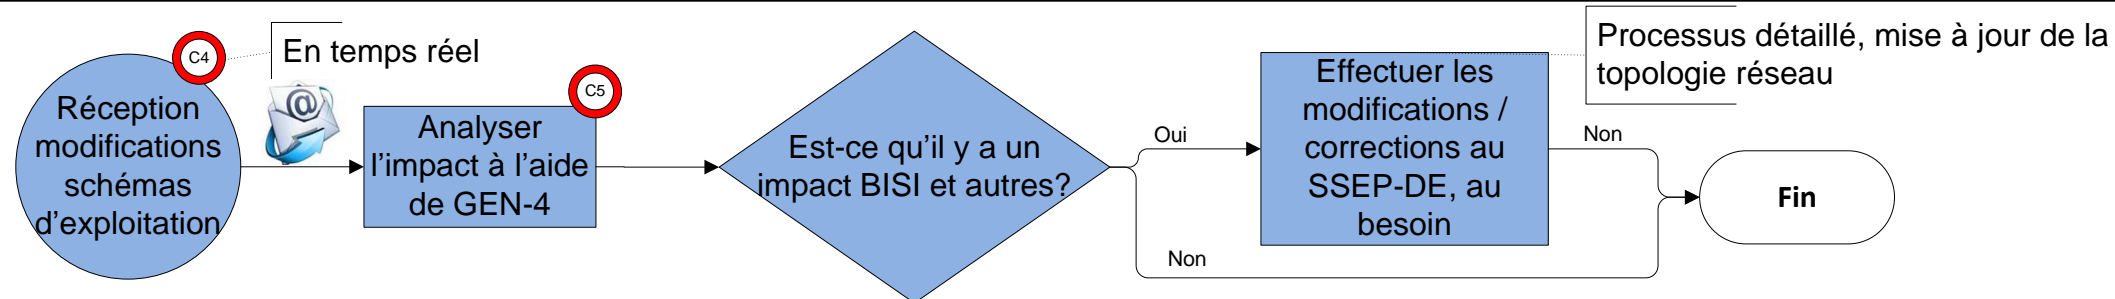 C4
En temps réel
Réception
modifications
schémas
d'exploitation
C5
Analyser
l'impact à l'aide
de GEN-4
Est-ce qu'il y a un
impact BISI et autres?
Oui
Non
Effectuer les
modifications /
corrections au
SSEP-DE, au
besoin
Processus détaillé, mise à jour de la
topologie réseau
Non
Fin